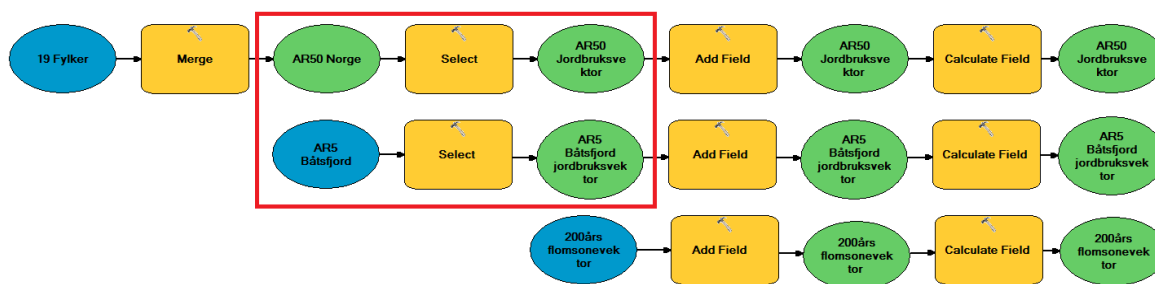 19 Fylker
Merge
AR50 Norge
Select
AR50
Jordbruksve
ktor
Add Field
AR50
Jordbruksve
ktor
Calculate Field
AR50
Jordbruksve
ktor
AR5
Båtsfjord
Select
AR5
Båtsfjord
jordbruksvek
tor
Add Field
AR5
Båtsfjord
jordbruksvek
tor
Calculate Field
AR5
Båtsfjord
jordbruksvek
tor
200års
flomsonevek
tor
Add Field
200års
flomsonevek
tor
Calculate Field
200års
flomsonevek
tor